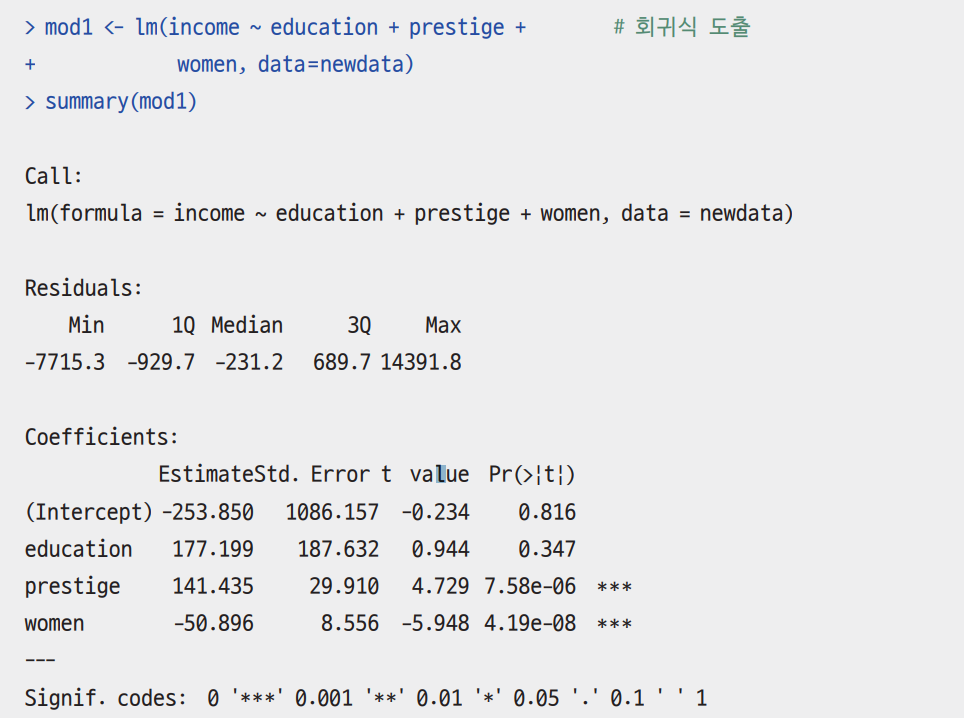 > mod1 <- lm(income ~ education + prestige + # 회귀식 도출
+ women, data=newdata)
> summary(mod1)
Call:
lm(formula = income ~ education + prestige + women, data = newdata)
Residuals:
Min 1Q Median 3Q Max
-7715.3 -929.7 -231.2 689.7 14391.8
Coefficients:
EstimateStd. Error t value Pr(>¦t¦)
(Intercept) -253.850 1086.157 -0.234 0.816
education 177.199 187.632 0.944 0.347
prestige 141.435 29.910 4.729 7.58e-06 ***
women -50.896 8.556 -5.948 4.19e-08 ***
---
Signif. codes: 0 '***' 0.001 '**' 0.01 '*' 0.05 '.' 0.1 ' ' 1